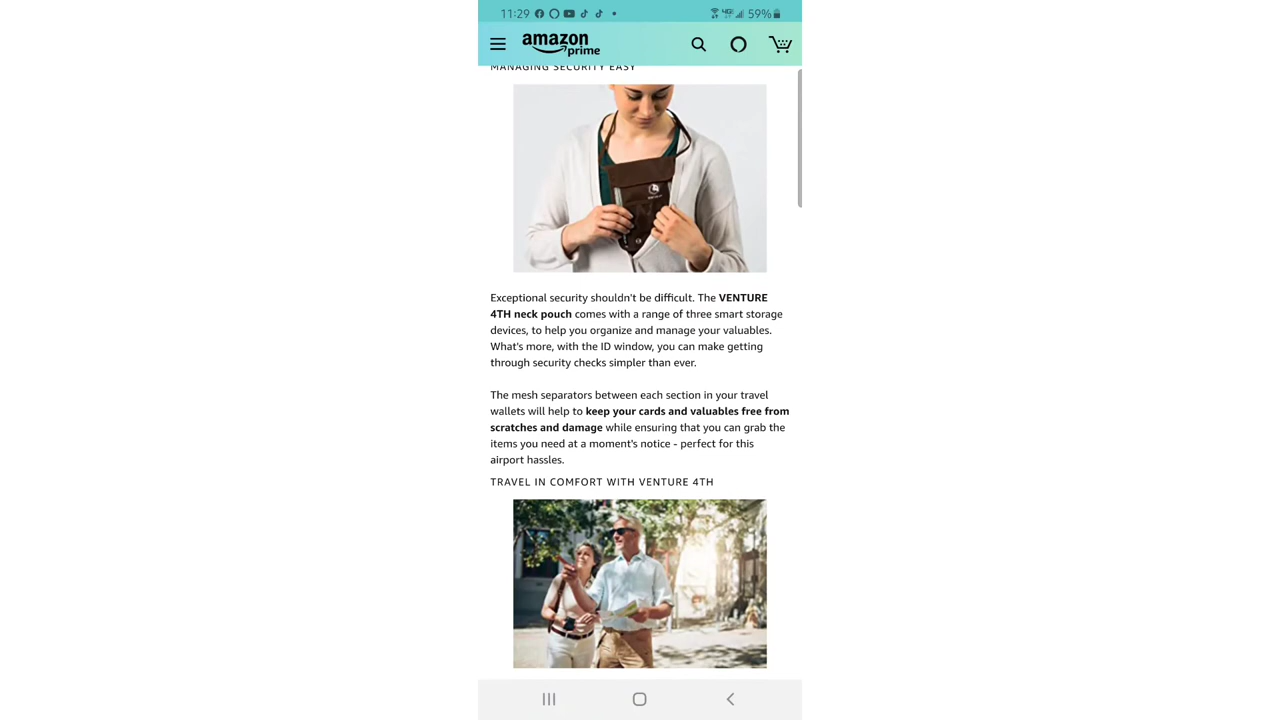 11:29
59%
amazon
prime
MANAGING SECURITY EASY
Exceptional security shouldn't be difficult. The VENTURE
4TH neck pouch comes with a range of three smart storage
devices, to help you organize and manage your valuables.
What's more, with the ID window, you can make getting
through security checks simpler than ever.
The mesh separators between each section in your travel
wallets will help to keep your cards and valuables free from
scratches and damage while ensuring that you can grab the
items you need at a moment's notice - perfect for this
airport hassles.
TRAVEL IN COMFORT WITH VENTURE 4TH